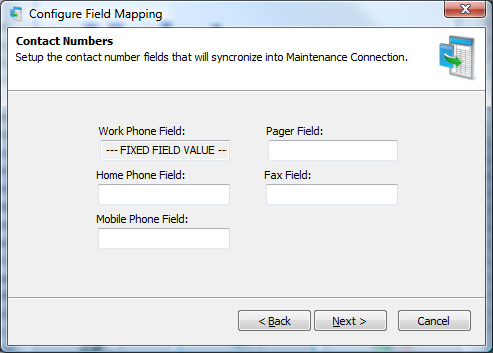 Configure Field Mapping
Contact Numbers
Setup the contact number fields that will syncronize into Maintenance Connection.
Work Phone Field:
Pager Field:
--- FIXED FIELD VALUE --
Home Phone Field:
Fax Field:
Mobile Phone Field:
< Back
Next >
Cancel